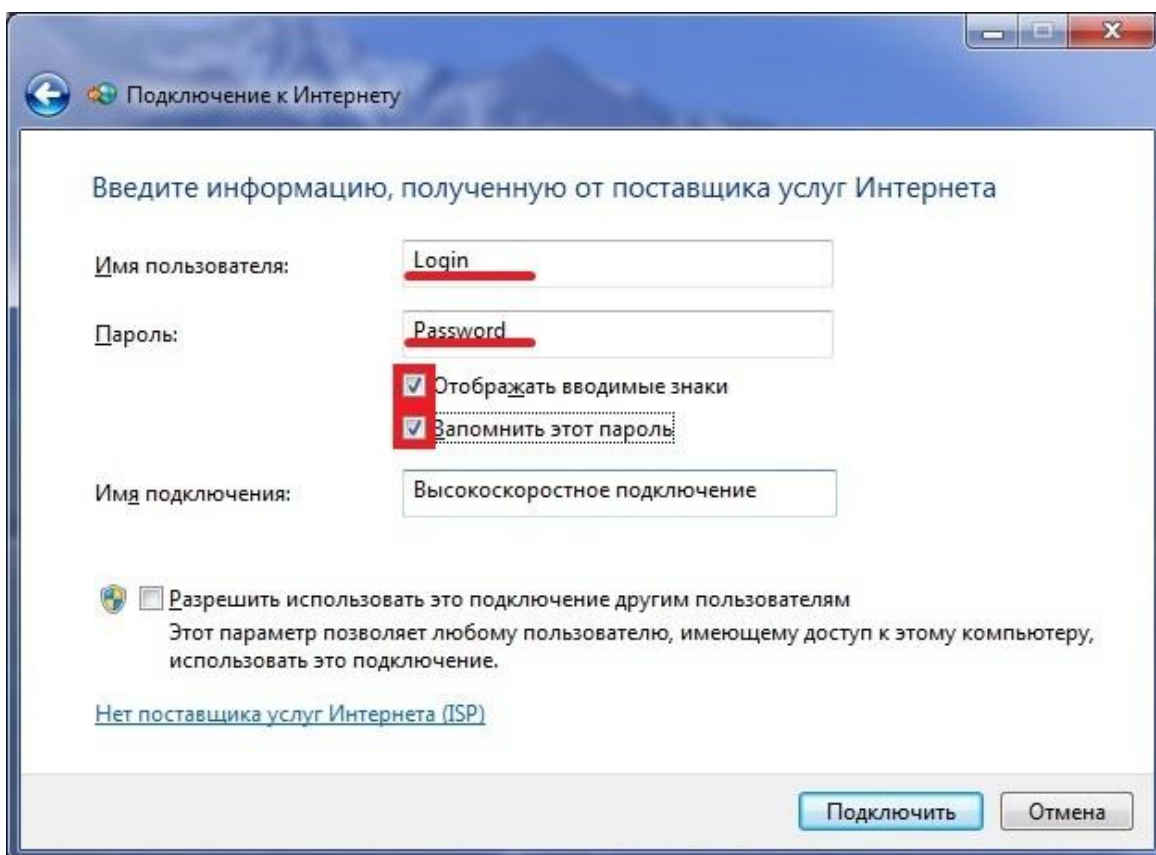 Подключение к Интернету
Введите информацию, полученную от поставщика услуг Интернета
Имя пользователя:
Login
Пароль:
Password
Отображать вводимые знаки
Запомнить этот пароль
Имя подключения:
Высокоскоростное подключение
Разрешить использовать это подключение другим пользователям
Этот параметр позволяет любому пользователю, имеющему доступ к этому компьютеру,
использовать это подключение.
Нет поставщика услуг Интернета (ISP)
Подключить
Отмена